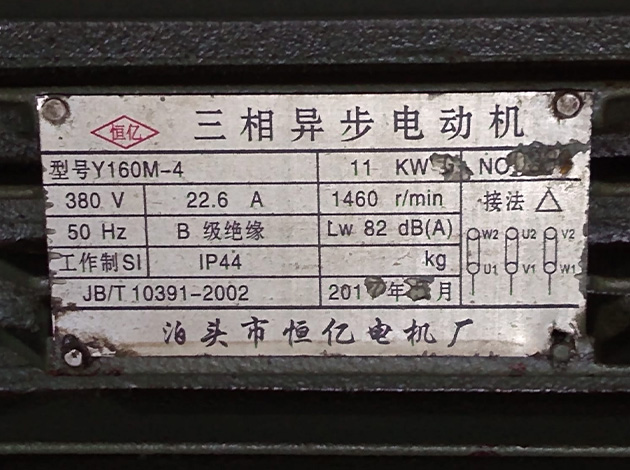 恒亿 三相异步电动机
型号Y160M-4 11 KW NO
380 V 22.6 A 1460 r/min 接法 △
50 Hz B 级绝缘 Lw 82 dB(A) W2 U2 V2
工作制SI IP44 kg U1 V1 W1
JB/T 10391-2002 201 年 月
泊头市恒亿电机厂